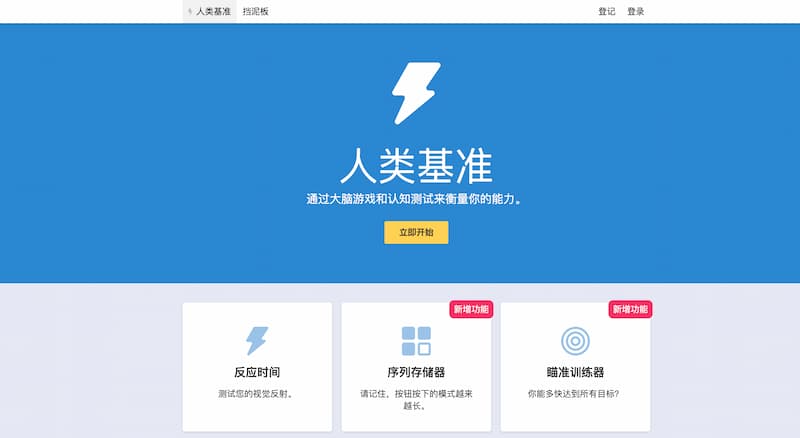 人类基准
挡泥板
登记
登录
人类基准
通过大脑游戏和认知测试来衡量你的能力。
立即开始
新增功能
新增功能
反应时间
序列存储器
瞄准训练器
测试您的视觉反射。
请记住，按钮按下的模式越来
越长。
你能多快达到所有目标？